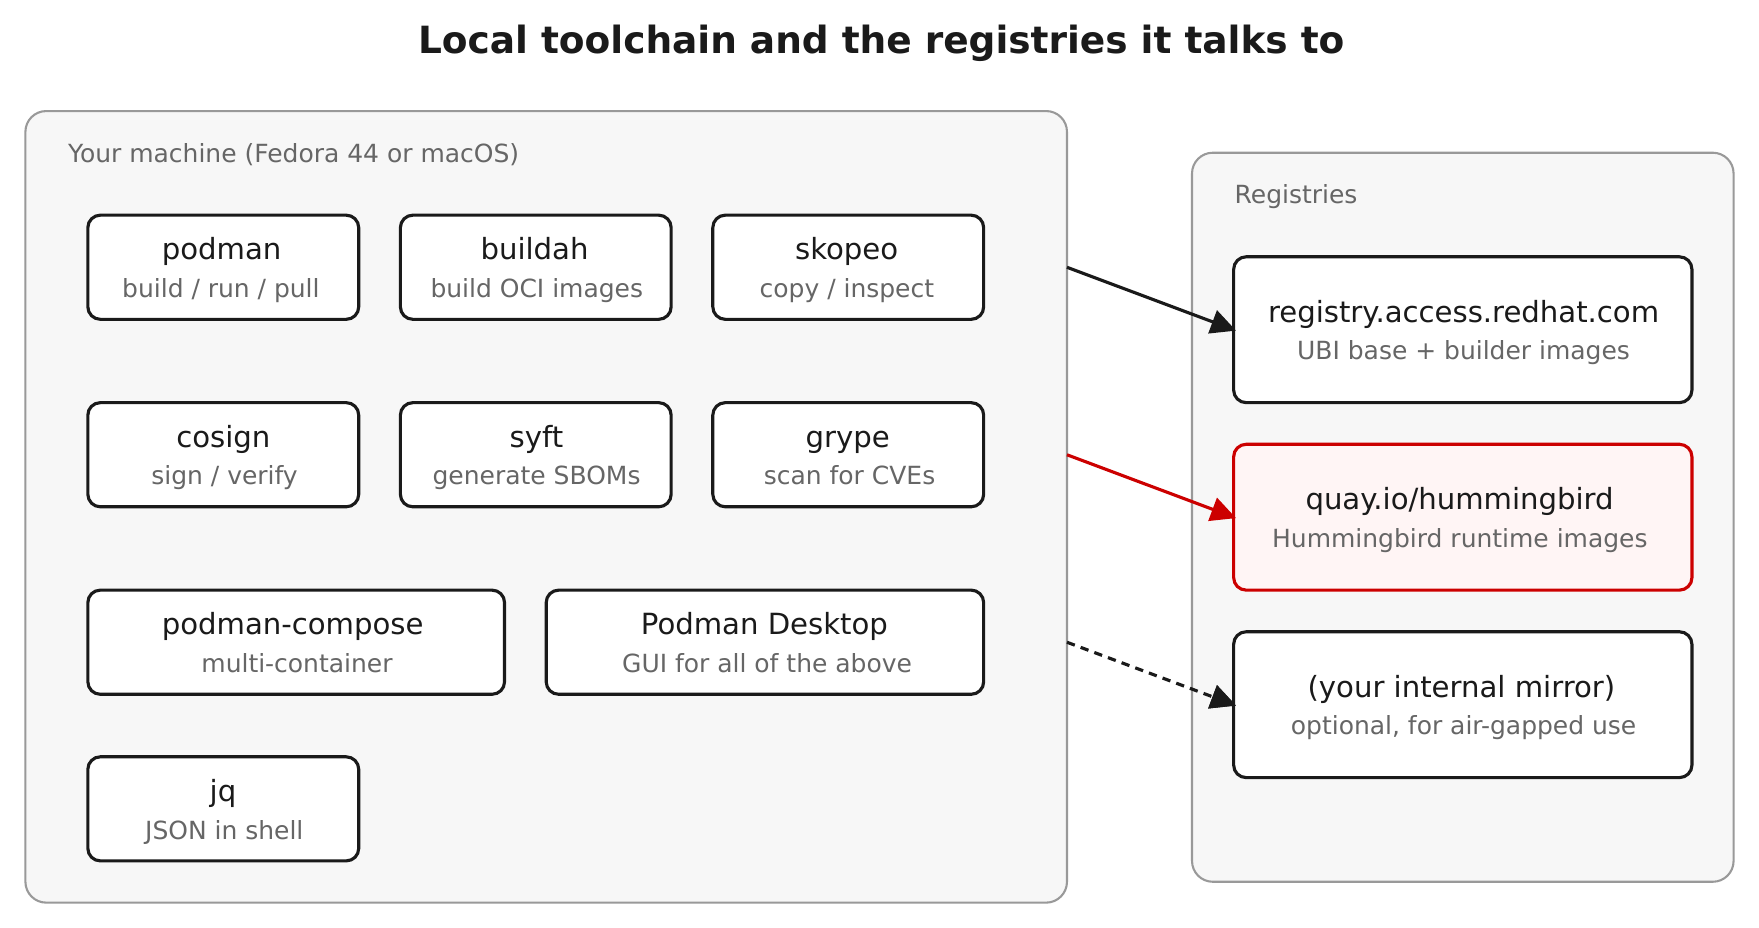 Local toolchain and the registries it talks to
Your machine (Fedora 44 or macOS)
podman
build / run / pull
buildah
build OCI images
skopeo
copy / inspect
cosign
sign / verify
syft
generate SBOMs
grype
scan for CVEs
podman-compose
multi-container
Podman Desktop
GUI for all of the above
jq
JSON in shell
Registries
registry.access.redhat.com
UBI base + builder images
quay.io/hummingbird
Hummingbird runtime images
(your internal mirror)
optional, for air-gapped use